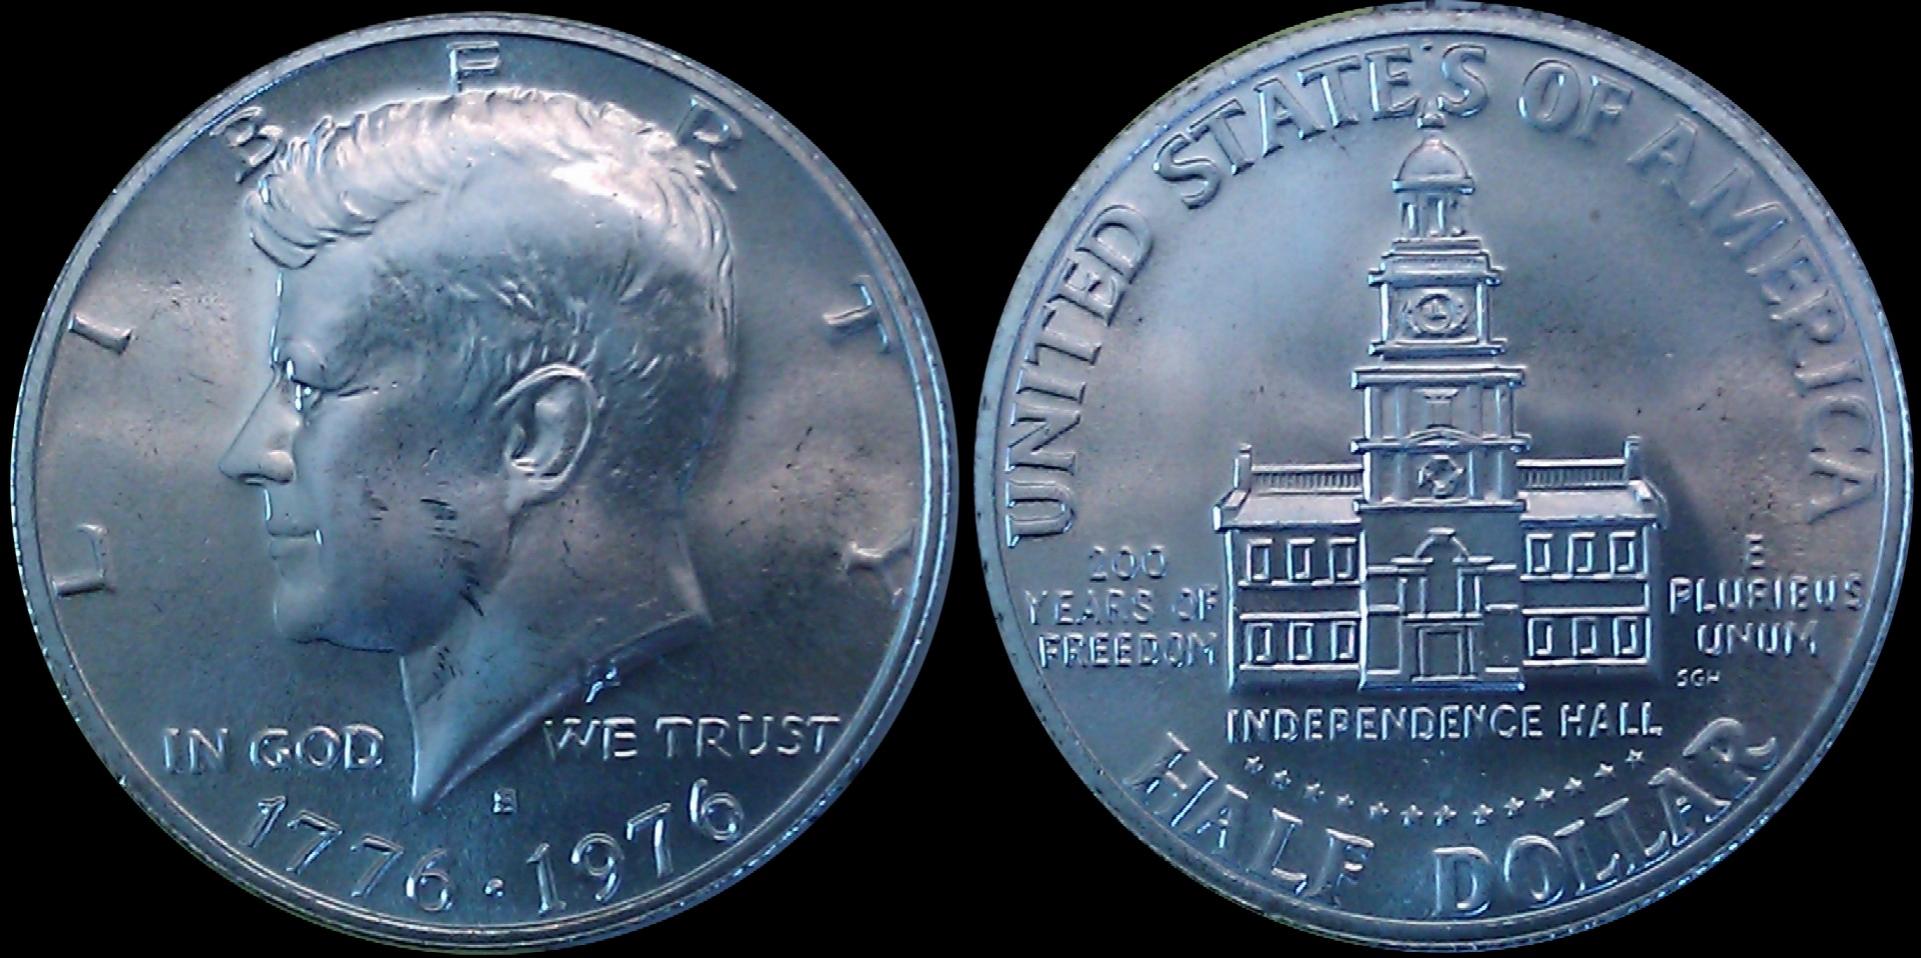 LIBERTY
IN GOD WE TRUST
S
1776 · 1976
UNITED STATES OF AMERICA
200
YEARS OF
FREEDOM
E
PLURIBUS
UNUM
SGH
INDEPENDENCE HALL
HALF DOLLAR